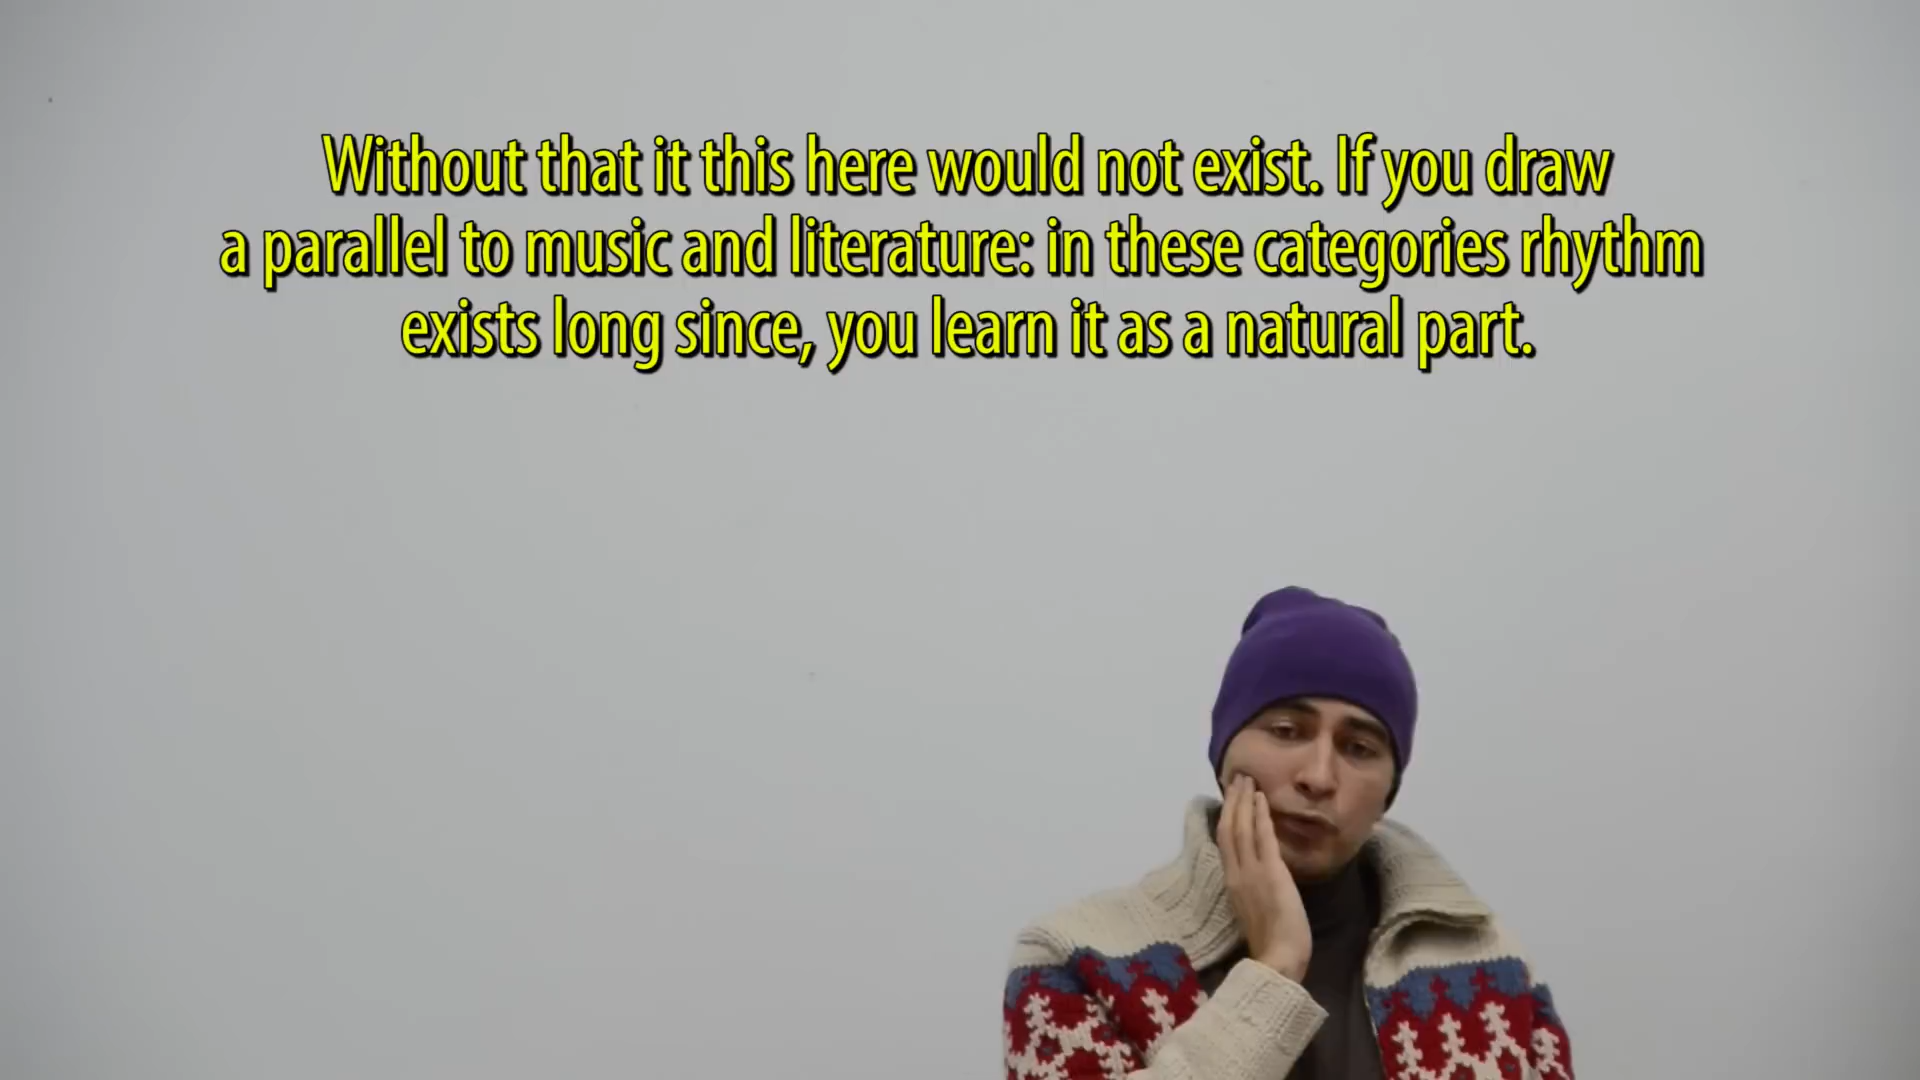 Without that it this here would not exist. If you draw
a parallel to music and literature: in these categories rhythm
exists long since, you learn it as a natural part.